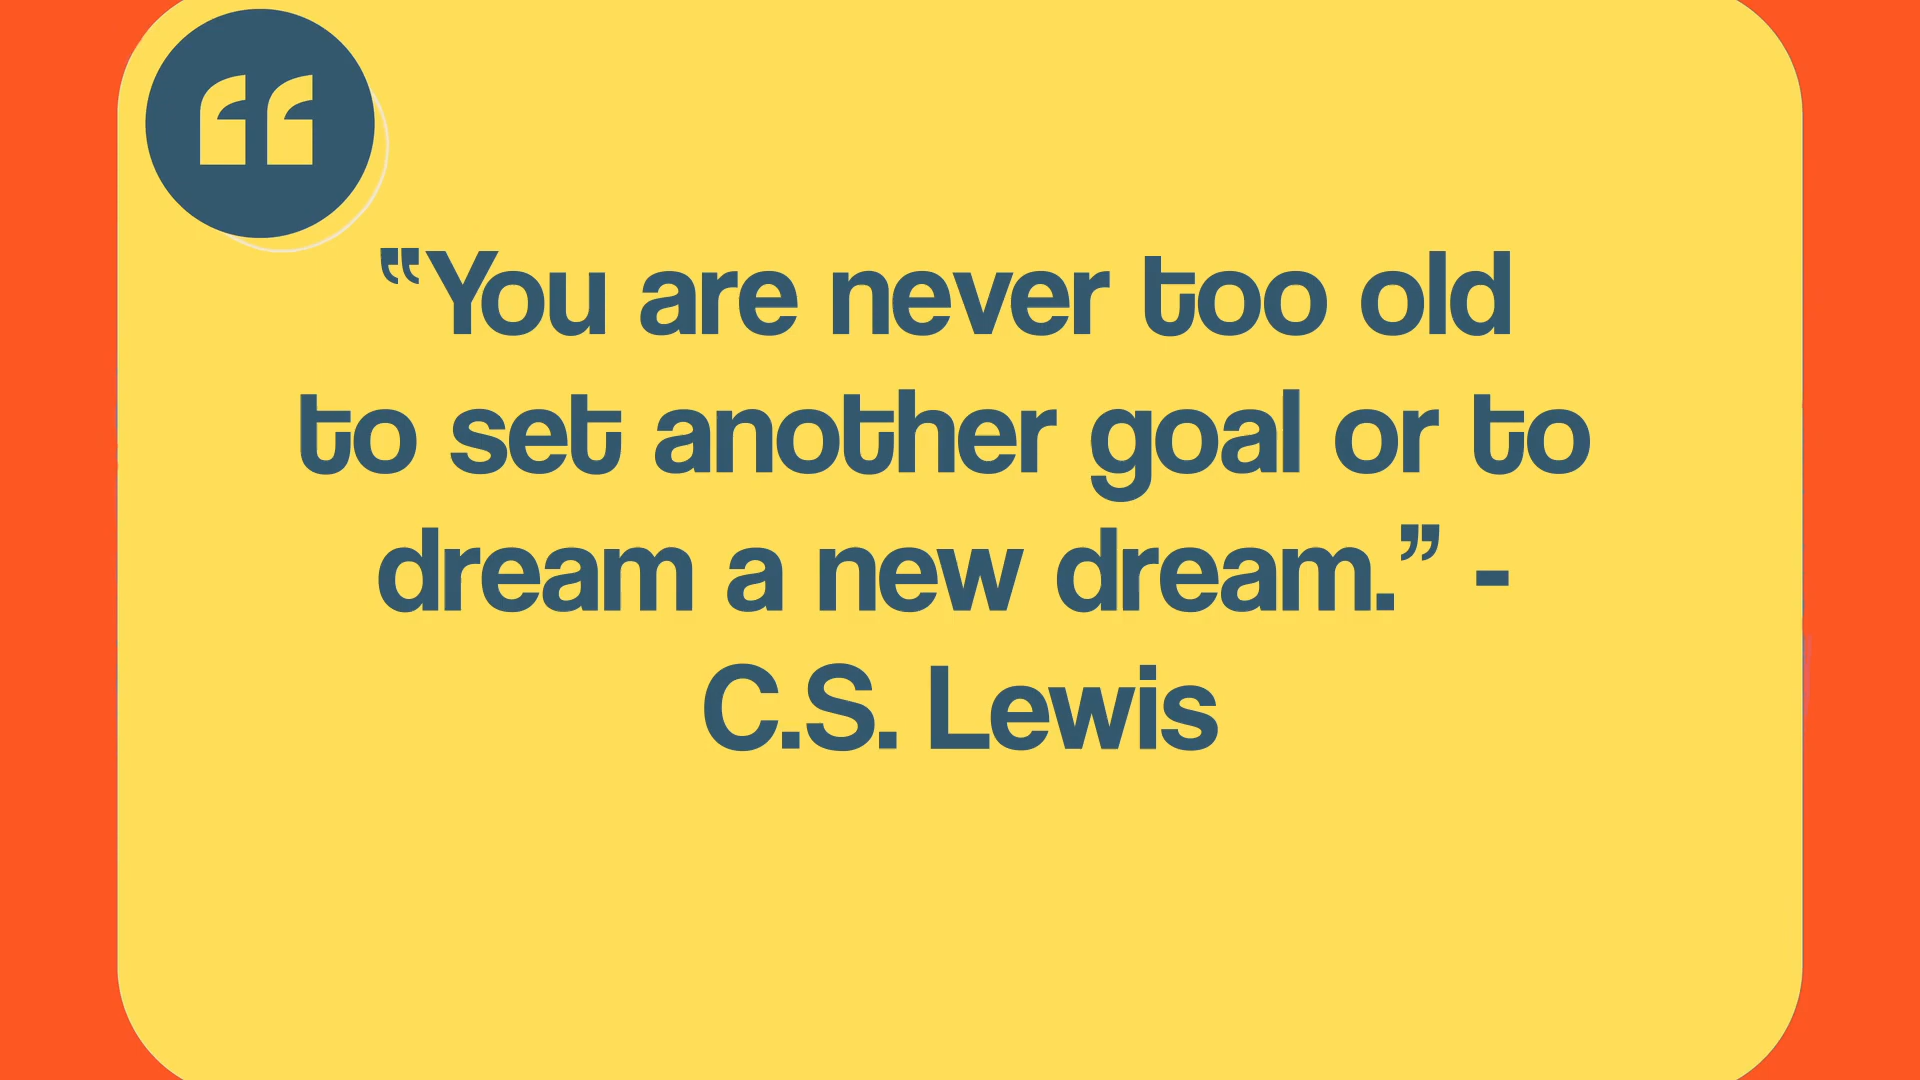 “You are never too old
to set another goal or to
dream a new dream.” -
C.S. Lewis